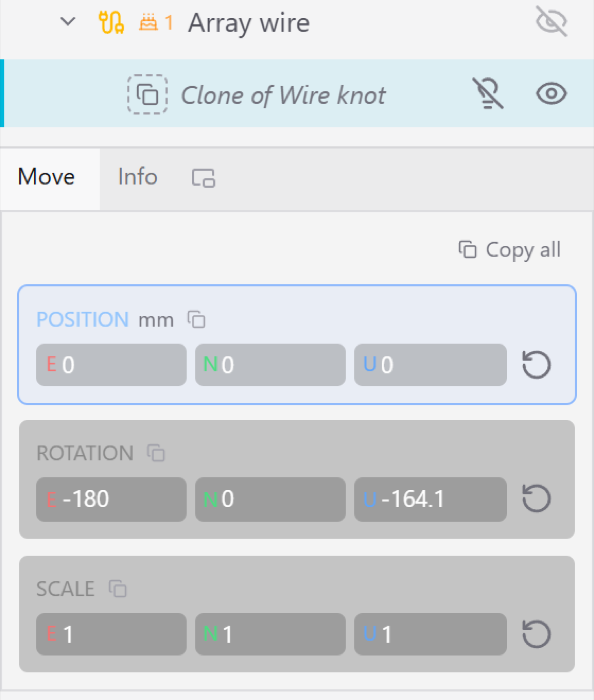 1 Array wire
Clone of Wire knot
Move Info
Copy all
POSITION mm
E 0 N 0 U 0
ROTATION
E -180 N 0 U -164.1
SCALE
E 1 N 1 U 1